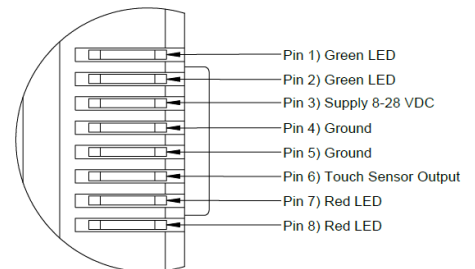 Pin 1) Green LED
Pin 2) Green LED
Pin 3) Supply 8-28 VDC
Pin 4) Ground
Pin 5) Ground
Pin 6) Touch Sensor Output
Pin 7) Red LED
Pin 8) Red LED